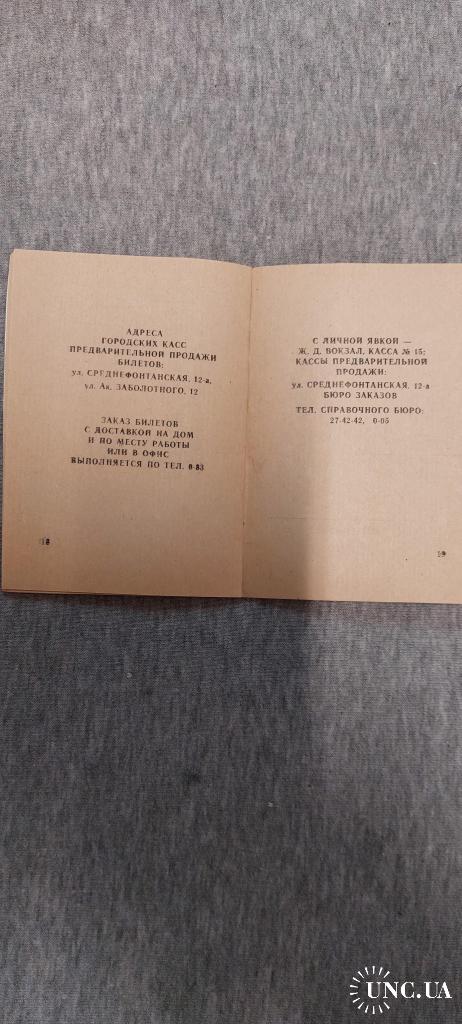 АДРЕСА
ГОРОДСКИХ КАСС
ПРЕДВАРИТЕЛЬНОЙ ПРОДАЖИ
БИЛЕТОВ:
ул. СРЕДНЕФОНТАНСКАЯ, 12-а,
ул. Ак. ЗАБОЛОТНОГО, 12
ЗАКАЗ БИЛЕТОВ
С ДОСТАВКОЙ НА ДОМ
И ПО МЕСТУ РАБОТЫ
ИЛИ В ОФИС
ВЫПОЛНЯЕТСЯ ПО ТЕЛ. 0-83
18
С ЛИЧНОЙ ЯВКОЙ —
Ж. Д. ВОКЗАЛ, КАССА № 15;
КАССЫ ПРЕДВАРИТЕЛЬНОЙ
ПРОДАЖИ:
ул. СРЕДНЕФОНТАНСКАЯ, 12-а
БЮРО ЗАКАЗОВ
ТЕЛ. СПРАВОЧНОГО БЮРО:
27-42-42, 0-05
19
UNC.UA